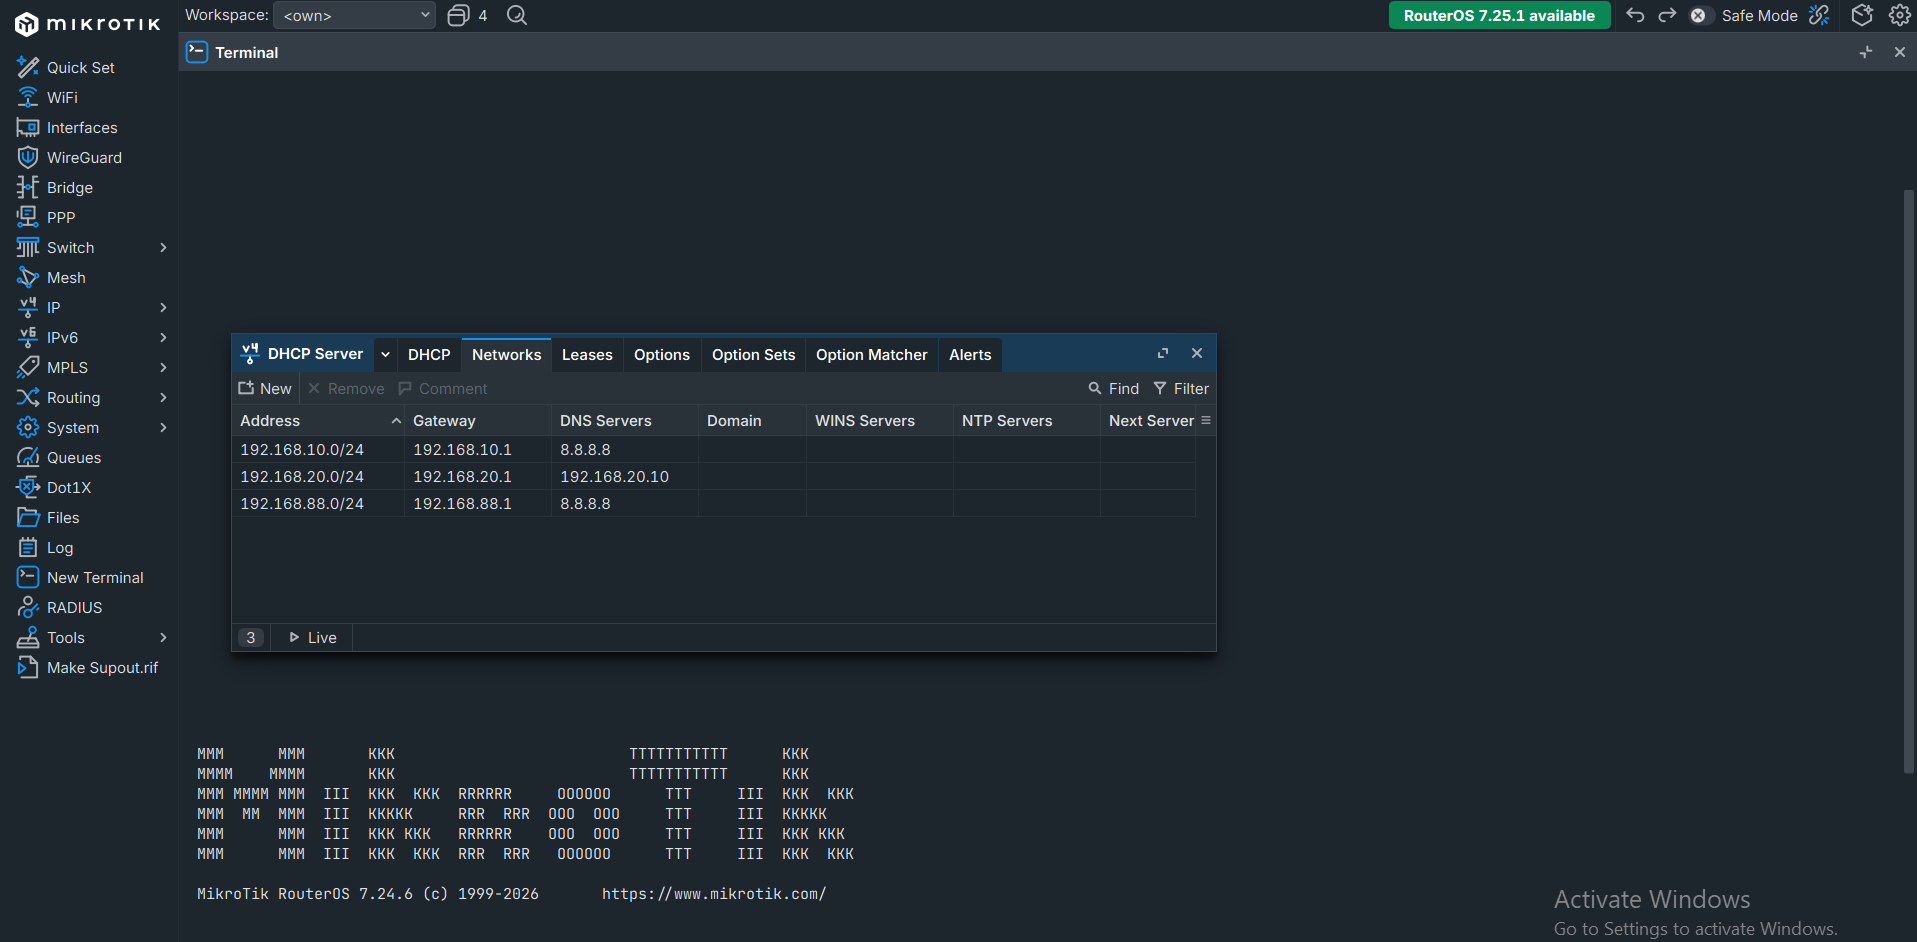 MIKROTIK
Workspace: <own> 4
RouterOS 7.25.1 available
Safe Mode
Terminal
Quick Set
WiFi
Interfaces
WireGuard
Bridge
PPP
Switch
Mesh
v4 IP
v6 IPv6
MPLS
Routing
System
Queues
Dot1X
Files
Log
New Terminal
RADIUS
Tools
Make Supout.rif
v4 DHCP Server DHCP Networks Leases Options Option Sets Option Matcher Alerts
New Remove Comment Find Filter
Address Gateway DNS Servers Domain WINS Servers NTP Servers Next Server
192.168.10.0/24 192.168.10.1 8.8.8.8
192.168.20.0/24 192.168.20.1 192.168.20.10
192.168.88.0/24 192.168.88.1 8.8.8.8
3 Live
MMM      MMM       KKK                          TTTTTTTTTTT      KKK
MMMM    MMMM       KKK                          TTTTTTTTTTT      KKK
MMM MMMM MMM  III  KKK  KKK  RRRRRR     OOOOOO      TTT     III  KKK  KKK
MMM  MM  MMM  III  KKKKK     RRR  RRR  OOO  OOO     TTT     III  KKKKK
MMM      MMM  III  KKK KKK   RRRRRR    OOO  OOO     TTT     III  KKK KKK
MMM      MMM  III  KKK  KKK  RRR  RRR   OOOOOO      TTT     III  KKK  KKK
MikroTik RouterOS 7.24.6 (c) 1999-2026       https://www.mikrotik.com/
Activate Windows
Go to Settings to activate Windows.